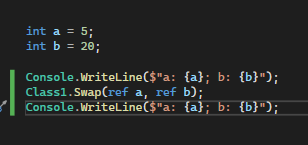 int a = 5;
int b = 20;
Console.WriteLine($"a: {a}; b: {b}");
Class1.Swap(ref a, ref b);
Console.WriteLine($"a: {a}; b: {b}");